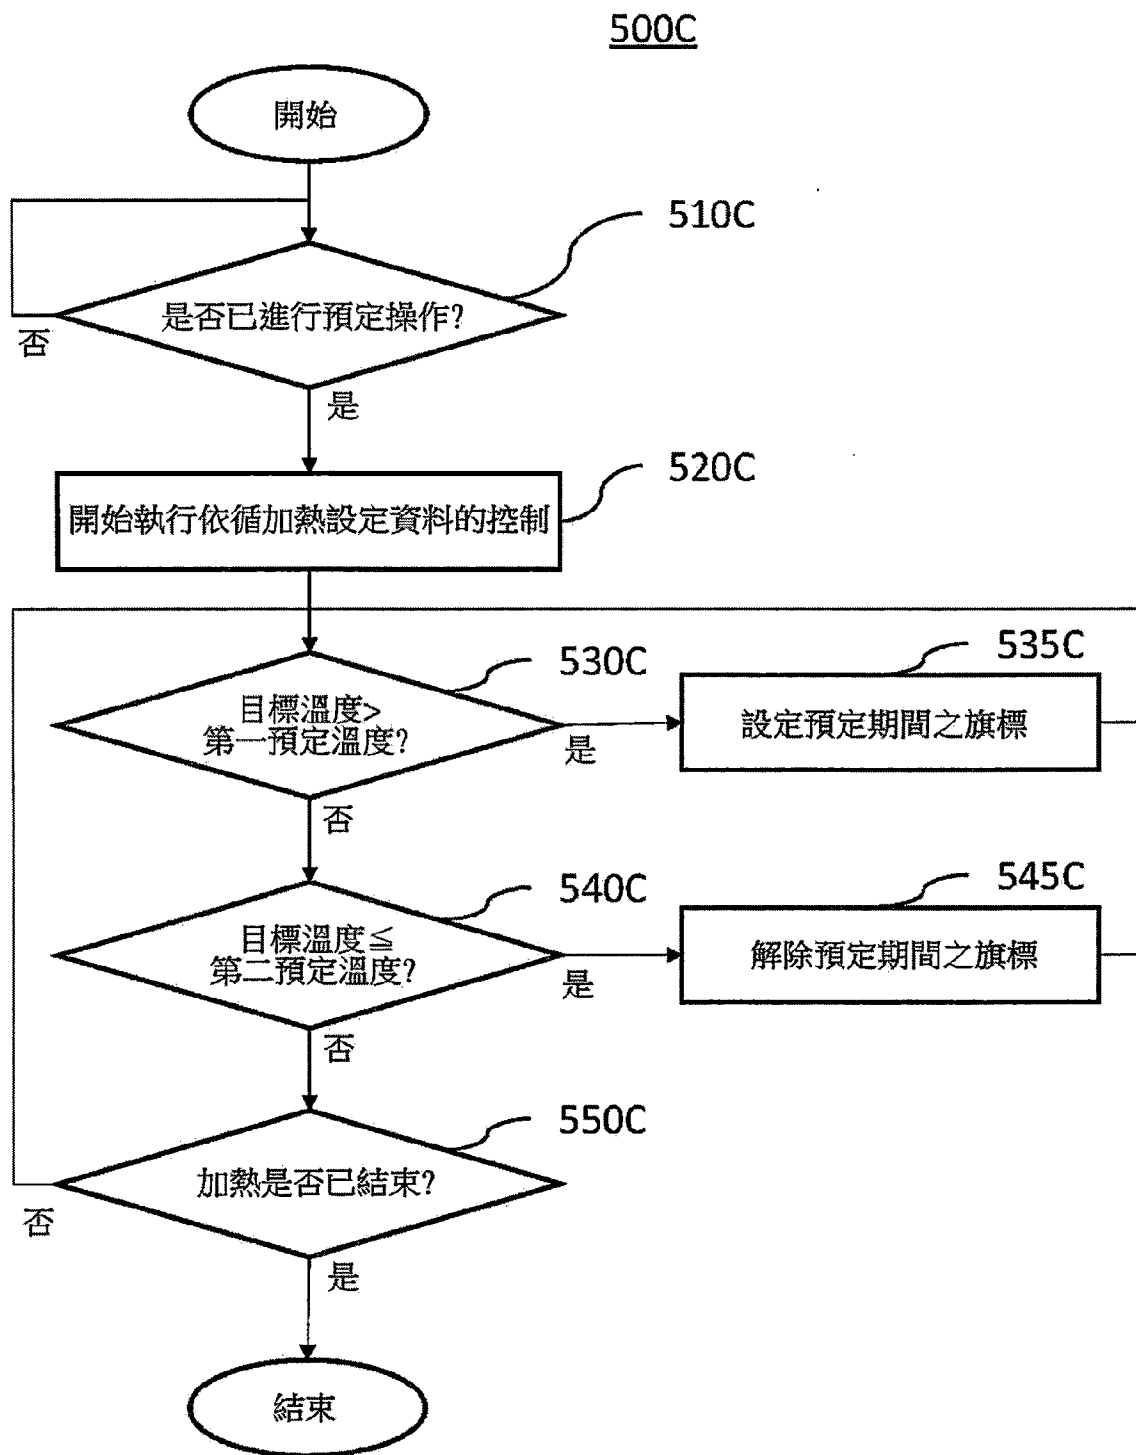 500C
開始
510C
是否已進行預定操作?
否
是
520C
開始執行依循加熱設定資料的控制
530C
目標溫度>
第一預定溫度?
是
535C
設定預定期間之旗標
否
540C
目標溫度≦
第二預定溫度?
是
545C
解除預定期間之旗標
否
550C
加熱是否已結束?
否
是
結束